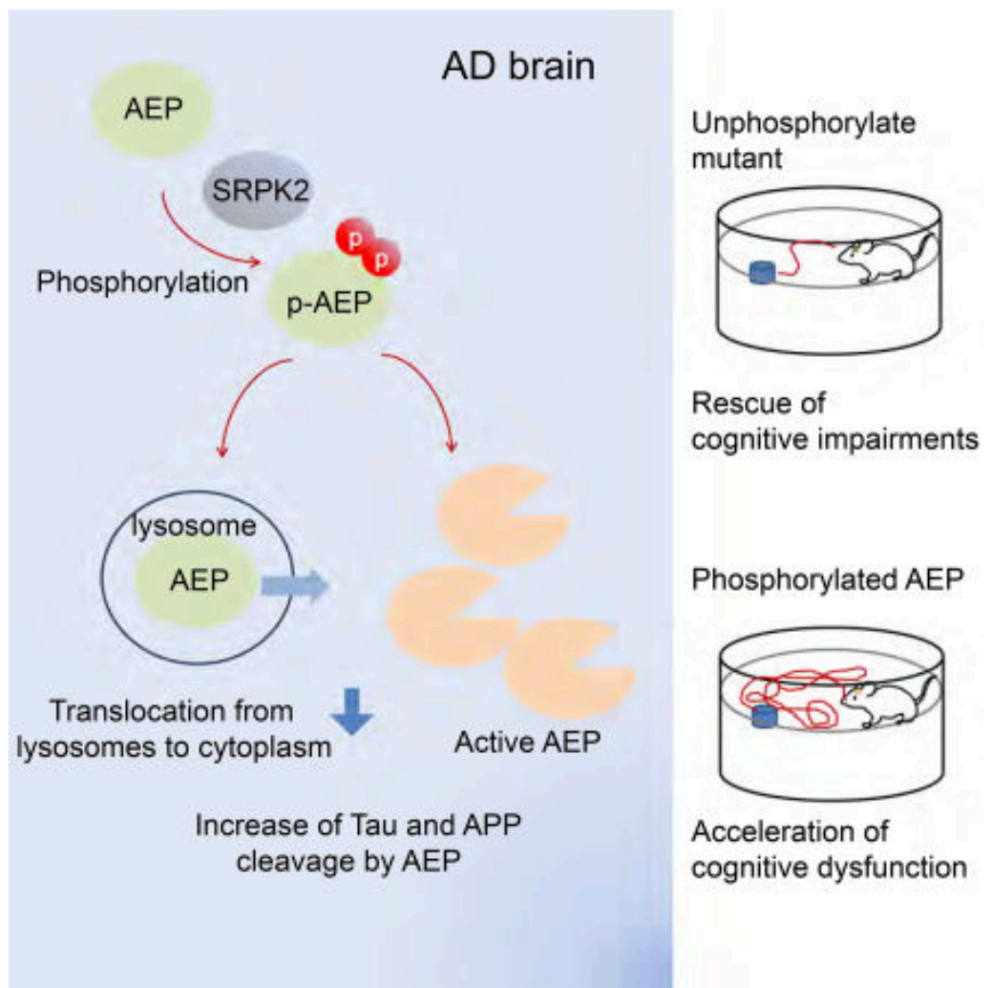 AD brain
AEP
SRPK2
p
p
Phosphorylation
p-AEP
lysosome
AEP
Translocation from
lysosomes to cytoplasm
Active AEP
Increase of Tau and APP
cleavage by AEP
Unphosphorylate
mutant
Rescue of
cognitive impairments
Phosphorylated AEP
Acceleration of
cognitive dysfunction